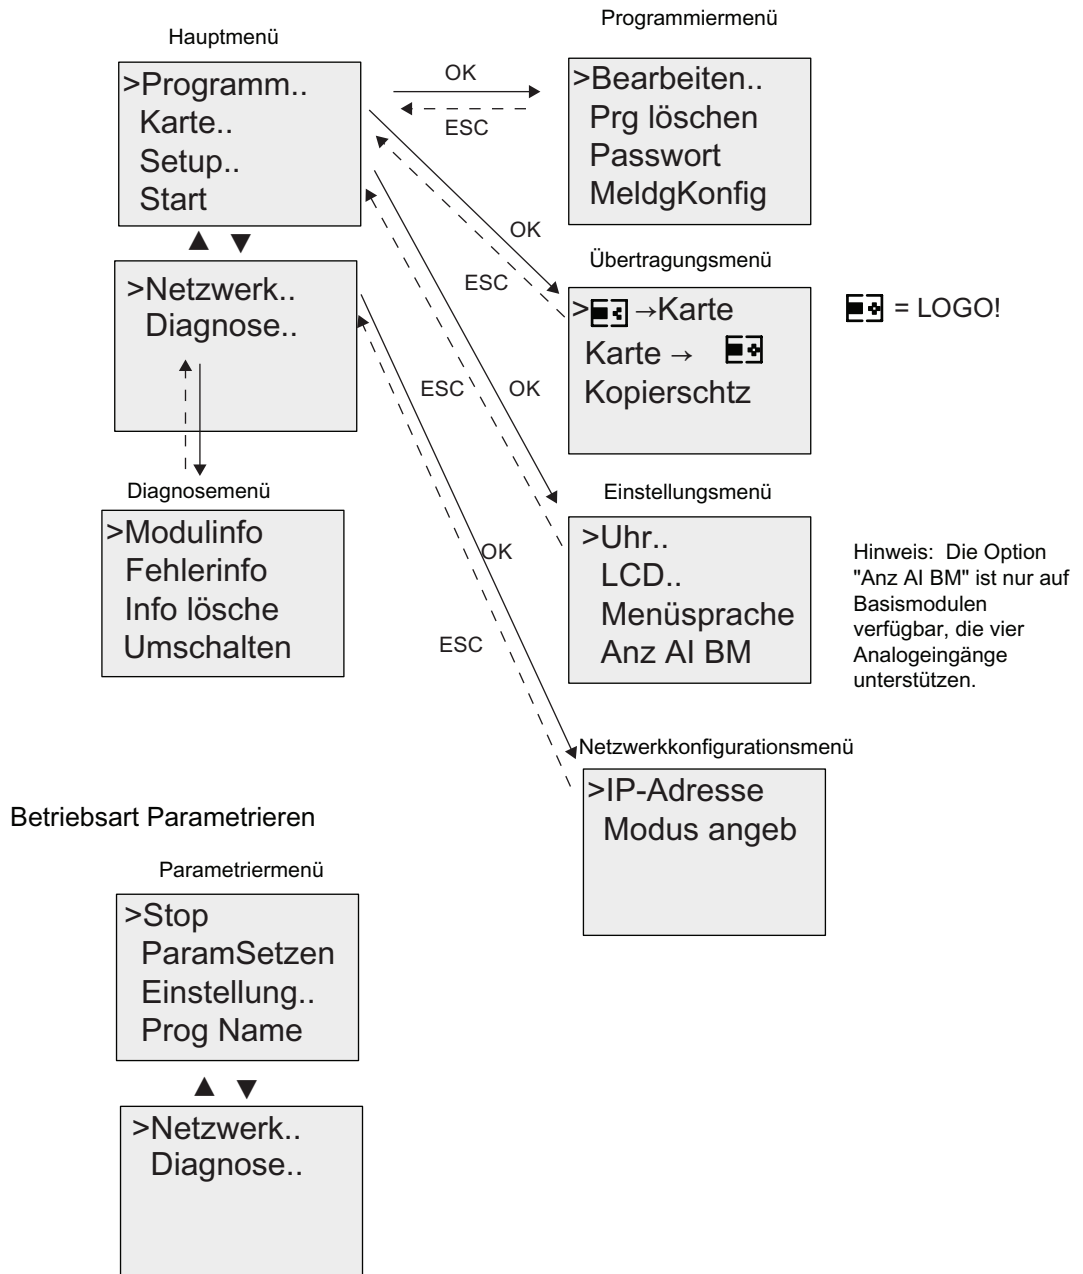 Hauptmenü
>Programm..
Karte..
Setup..
Start
▲ ▼
>Netzwerk..
Diagnose..
Diagnosemenü
>Modulinfo
Fehlerinfo
Info lösche
Umschalten
OK
ESC
Programmiermenü
>Bearbeiten..
Prg löschen
Passwort
MeldgKonfig
OK
ESC
Übertragungsmenü
>→Karte
Karte →
Kopierschtz
= LOGO!
ESC
OK
Einstellungsmenü
>Uhr..
LCD..
Menüsprache
Anz AI BM
Hinweis: Die Option
"Anz AI BM" ist nur auf
Basismodulen
verfügbar, die vier
Analogeingänge
unterstützen.
OK
ESC
Netzwerkkonfigurationsmenü
>IP-Adresse
Modus angeb
Betriebsart Parametrieren
Parametriermenü
>Stop
ParamSetzen
Einstellung..
Prog Name
▲ ▼
>Netzwerk..
Diagnose..